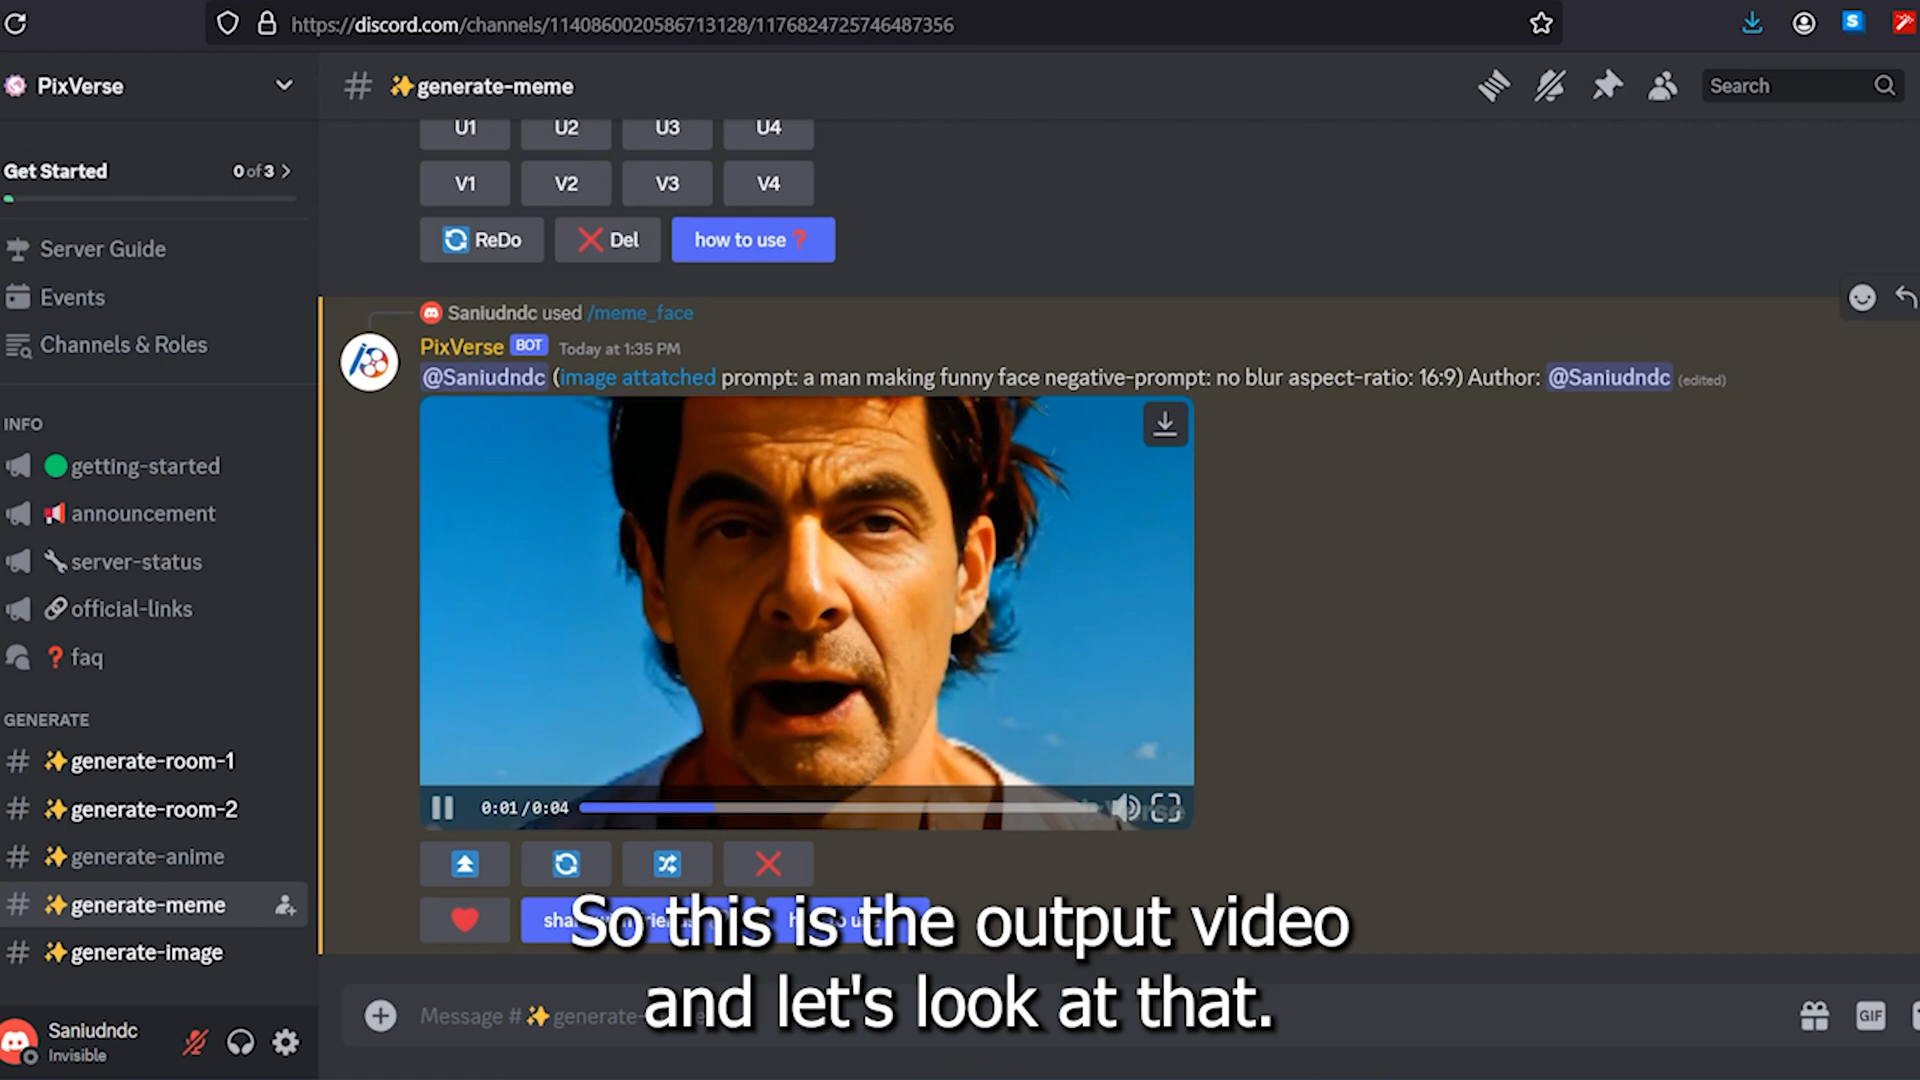 https://discord.com/channels/1140860020586713128/1176824725746487356
S
PixVerse
✨generate-meme
Search
Get Started
0 of 3
Server Guide
Events
Channels & Roles
INFO
getting-started
announcement
server-status
official-links
❓ faq
GENERATE
✨generate-room-1
✨generate-room-2
✨generate-anime
✨generate-meme
✨generate-image
Saniudndc
Invisible
U1 U2 U3 U4
V1 V2 V3 V4
ReDo Del how to use❓
Saniudndc used /meme_face
PixVerse BOT Today at 1:35 PM
@Saniudndc (image attatched prompt: a man making funny face negative-prompt: no blur aspect-ratio: 16:9) Author: @Saniudndc (edited)
0:01/0:04
So this is the output video
and let's look at that.
Message #✨generate-
GIF